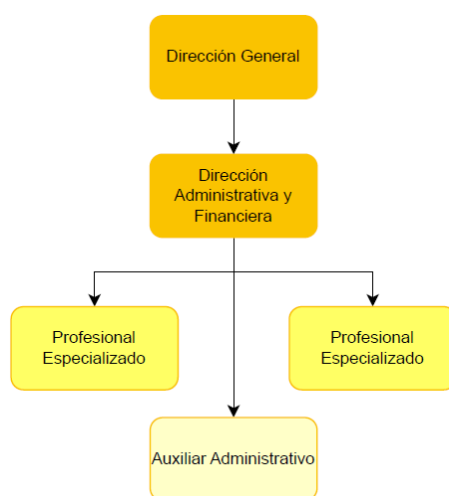 Dirección General
Dirección
Administrativa y
Financiera
Profesional
Especializado
Profesional
Especializado
Auxiliar Administrativo